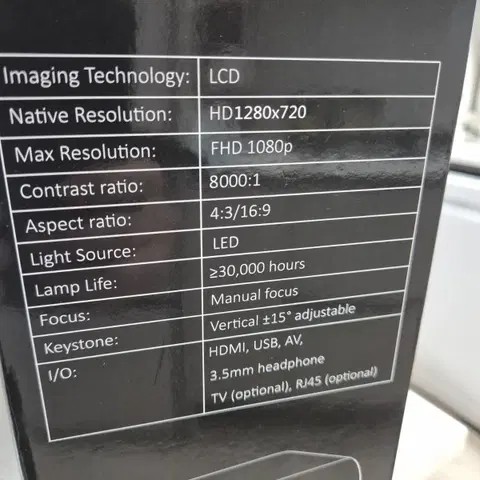 Imaging Technology: LCD
Native Resolution: HD1280x720
Max Resolution: FHD 1080p
Contrast ratio: 8000:1
Aspect ratio: 4:3/16:9
Light Source: LED
Lamp Life: ≥30,000 hours
Focus: Manual focus
Keystone: Vertical ±15° adjustable
I/O: HDMI, USB, AV,
3.5mm headphone
TV (optional), RJ45 (optional)